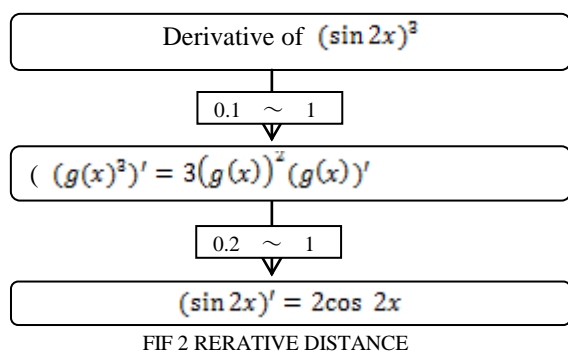 Derivative of (sin 2x)³
0.1 ～ 1
( (g(x)³)′ = 3(g(x))²(g(x))′
0.2 ～ 1
(sin 2x)′ = 2cos 2x
FIF 2 RERATIVE DISTANCE